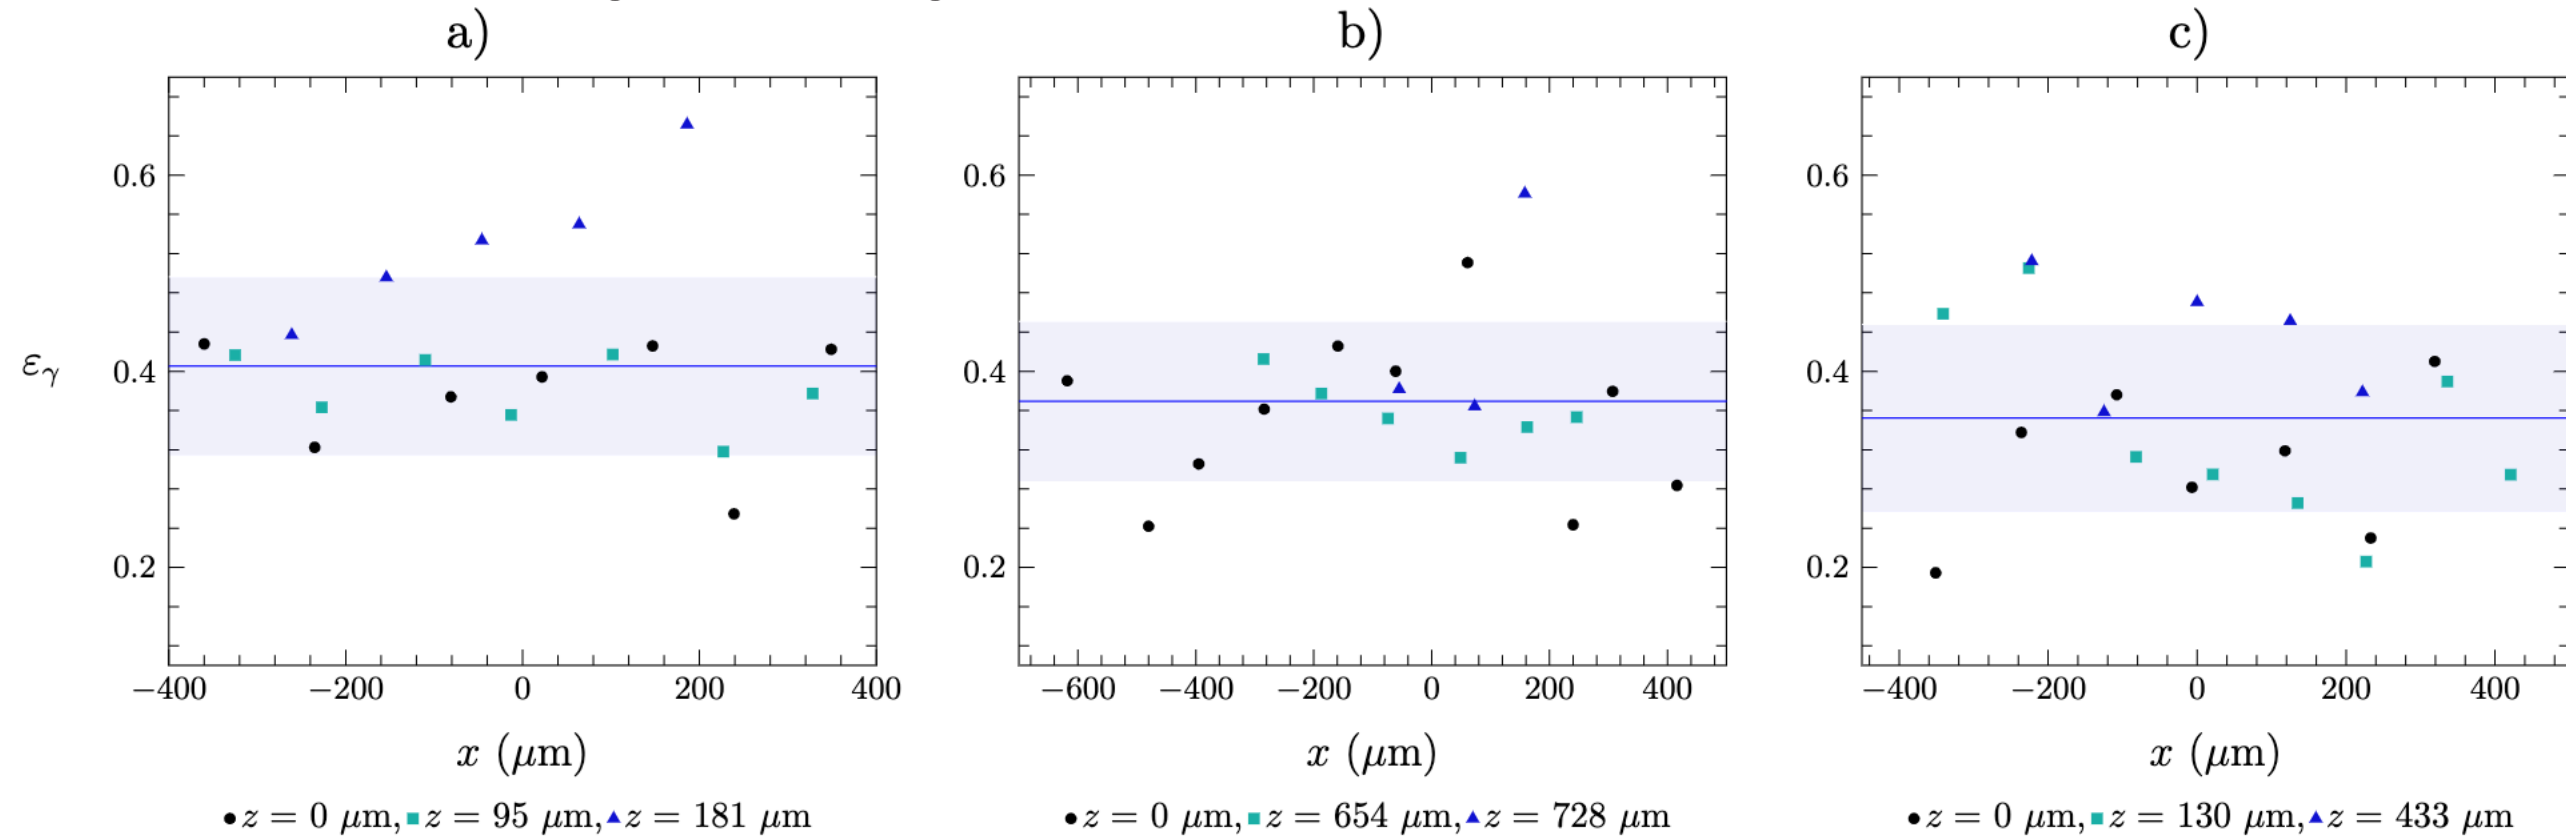 a) b) c)
0.6 0.6 0.6
ε_γ 0.4 0.4 0.4
0.2 0.2 0.2
−400 −200 0 200 400 −600 −400 −200 0 200 400 −400 −200 0 200 400
x (μm) x (μm) x (μm)
z = 0 μm, z = 95 μm, z = 181 μm z = 0 μm, z = 654 μm, z = 728 μm z = 0 μm, z = 130 μm, z = 433 μm